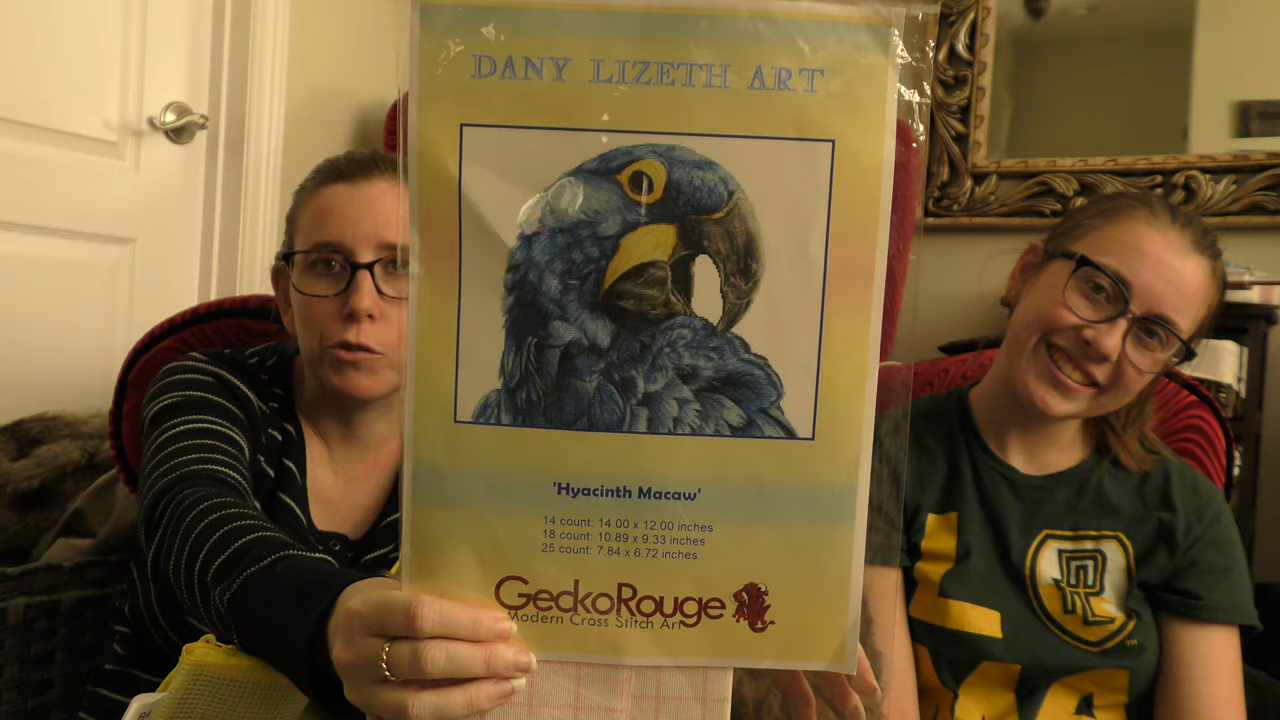 DANY LIZETH ART
'Hyacinth Macaw'
14 count: 14.00 x 12.00 inches
18 count: 10.89 x 9.33 inches
25 count: 7.84 x 6.72 inches
GeckoRouge
Modern Cross Stitch Art